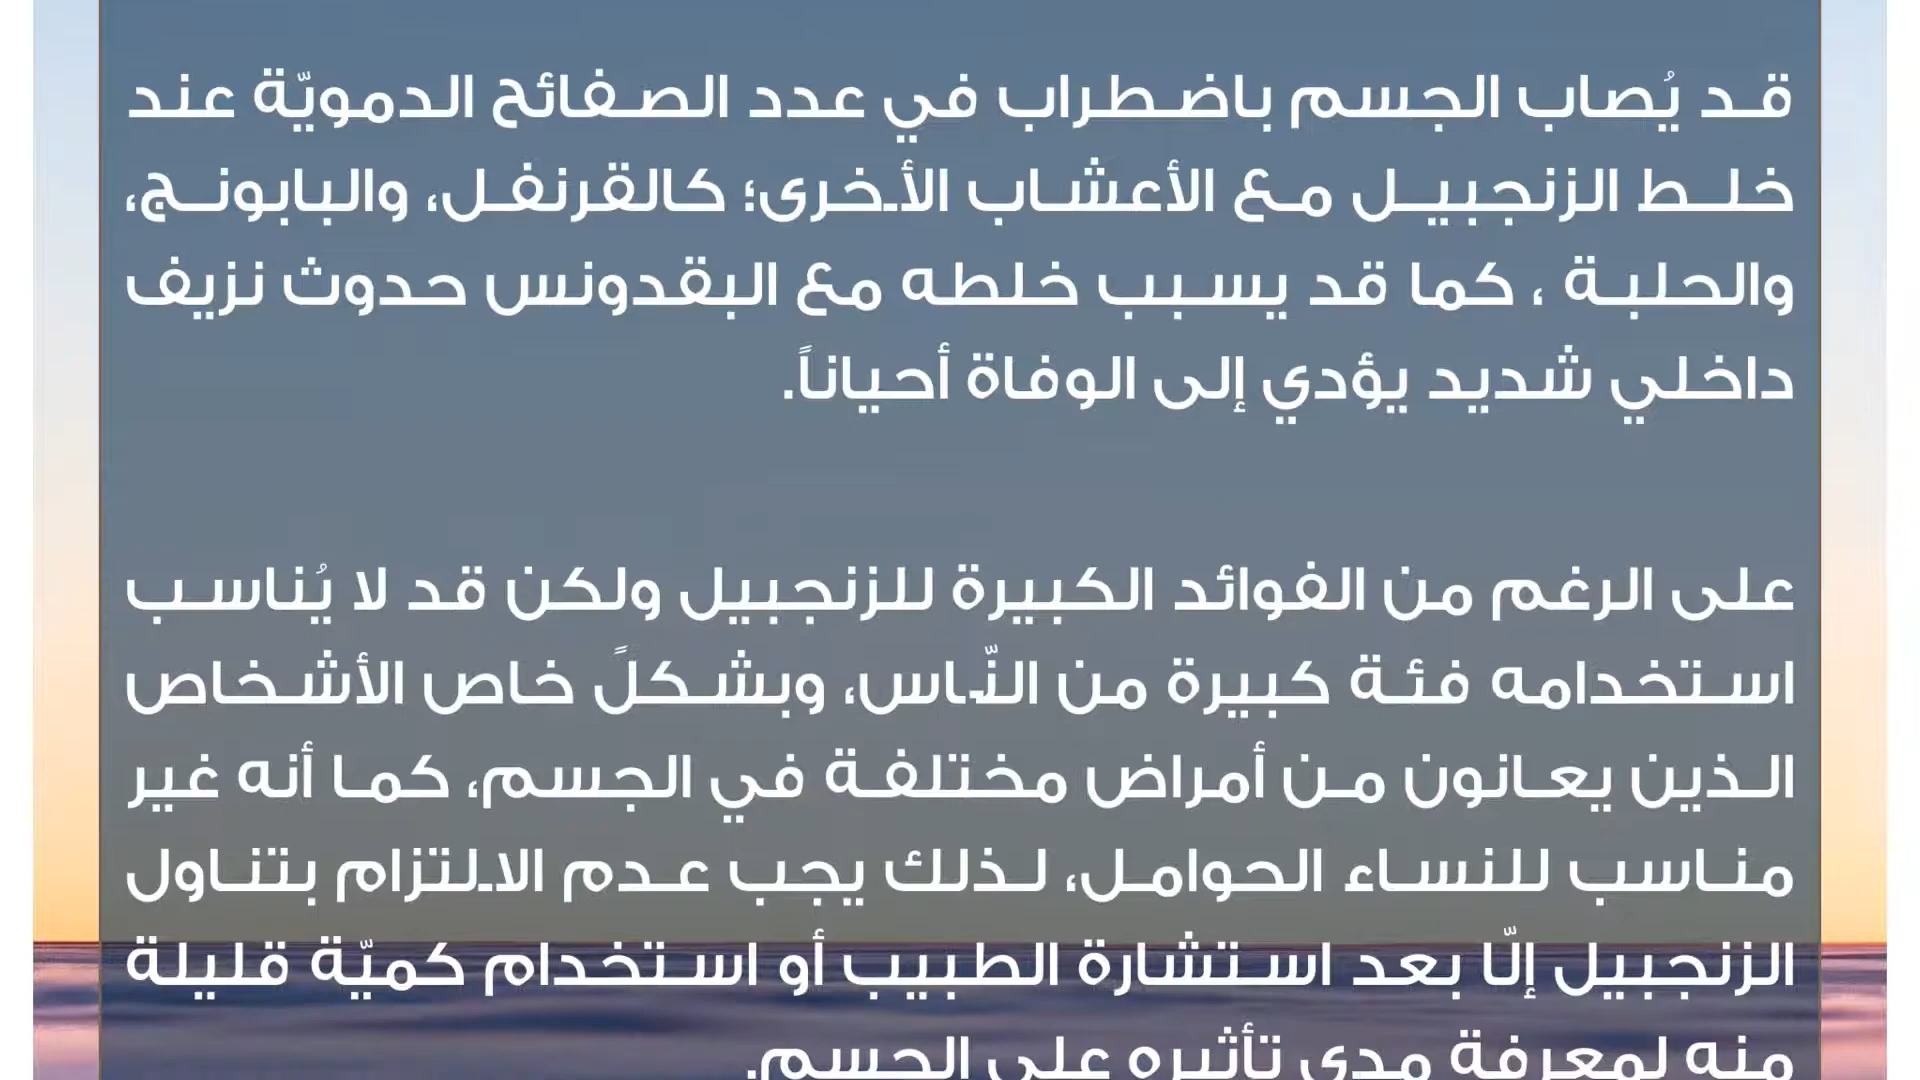 قد يُصاب الجسم باضطراب في عدد الصفائح الدمويّة عند
خلط الزنجبيل مع الأعشاب الأخرى؛ كالقرنفل، والبابونج،
والحلبة ، كما قد يسبب خلطه مع البقدونس حدوث نزيف
داخلي شديد يؤدي إلى الوفاة أحياناً.
على الرغم من الفوائد الكبيرة للزنجبيل ولكن قد لا يُناسب
استخدامه فئة كبيرة من النّاس، وبشكلً خاص الأشخاص
الذين يعانون من أمراض مختلفة في الجسم، كما أنه غير
مناسب للنساء الحوامل، لذلك يجب عدم الالتزام بتناول
الزنجبيل إلّا بعد استشارة الطبيب أو استخدام كميّة قليلة
منه لمعرفة مدى تأثيره على الجسم.